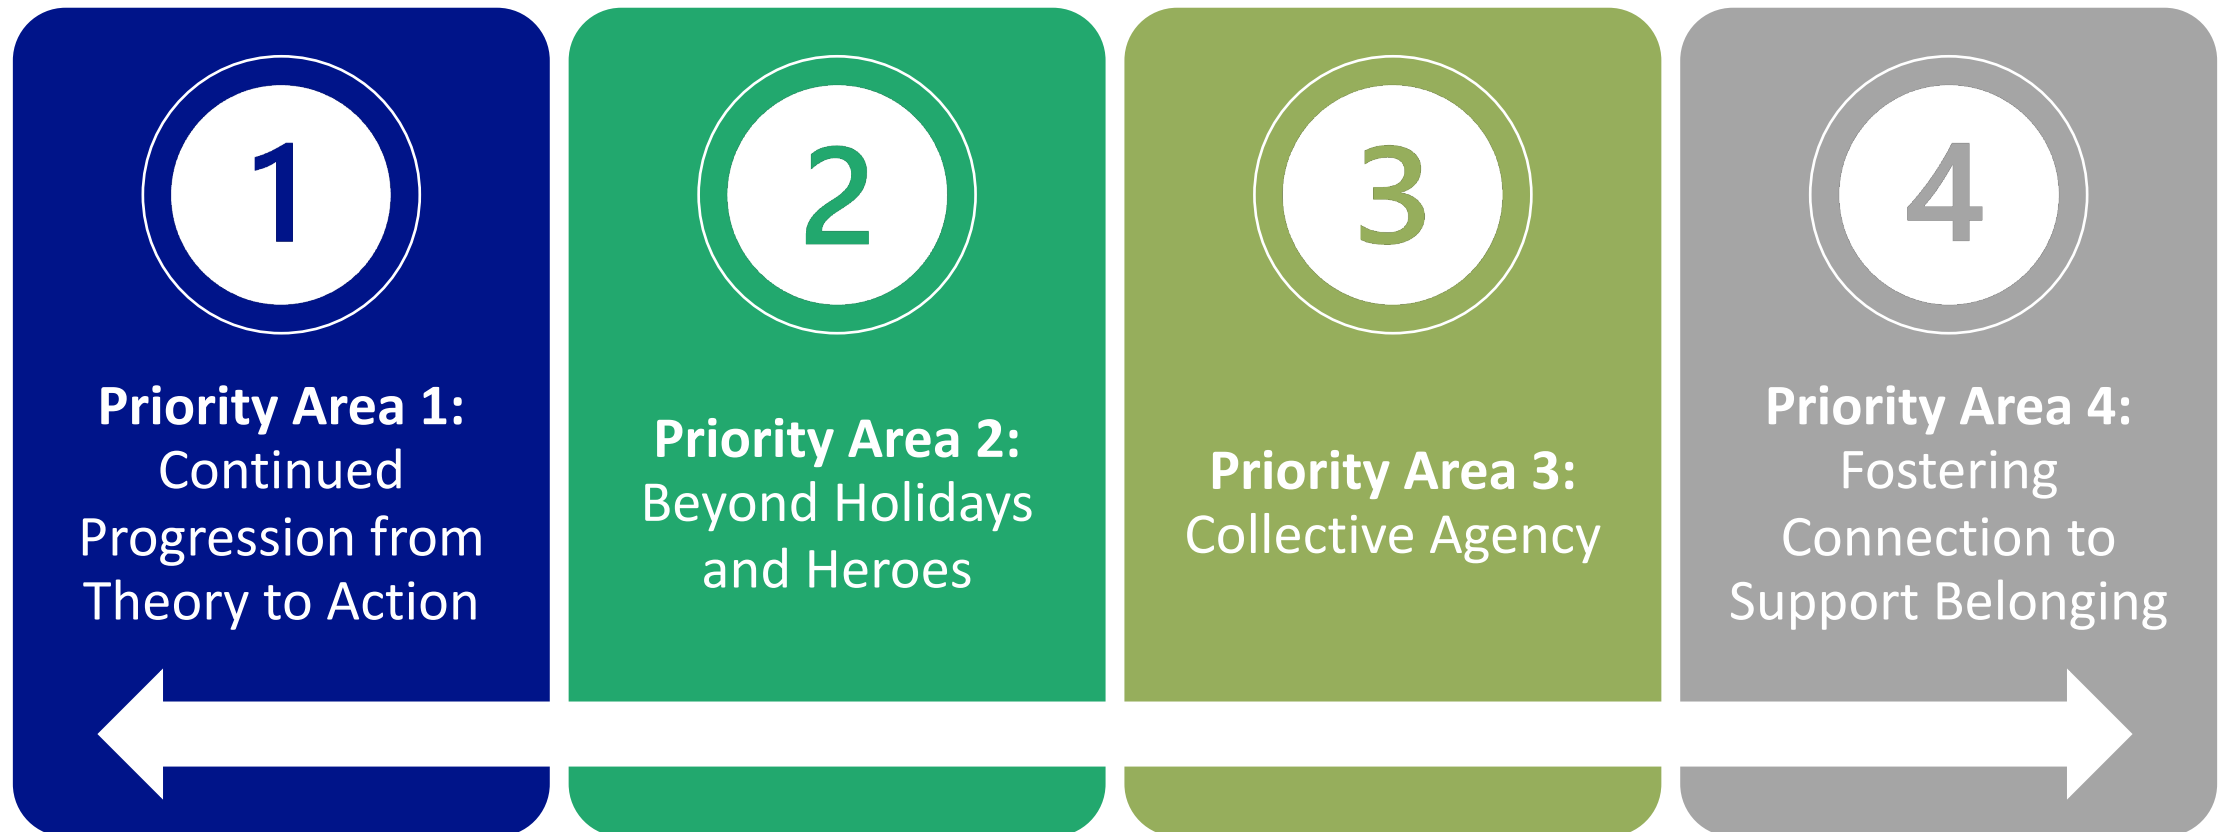 1
Priority Area 1:
Continued
Progression from
Theory to Action
2
Priority Area 2:
Beyond Holidays
and Heroes
3
Priority Area 3:
Collective Agency
4
Priority Area 4:
Fostering
Connection to
Support Belonging